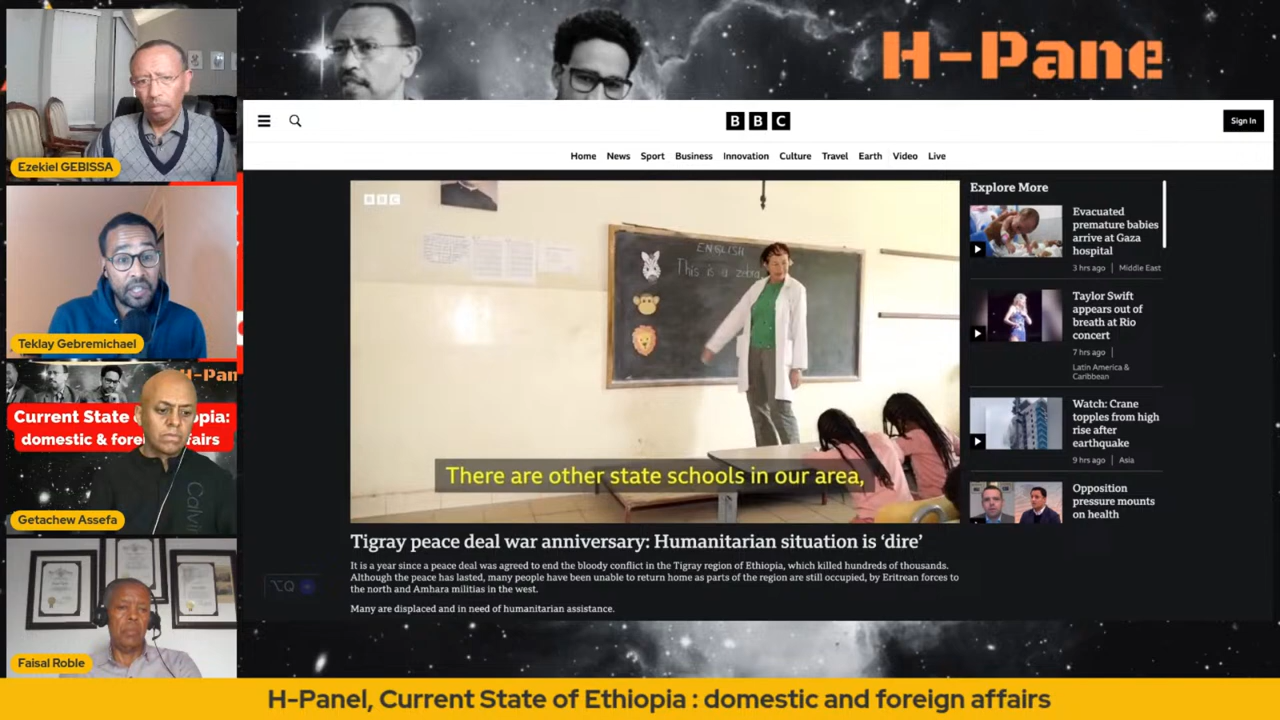 H-Pane
Ezekiel GEBISSA
Teklay Gebremichael
H-Pan
Current State
opia:
domestic & forei
fairs
Calvi
Getachew Assefa
Faisal Roble
BBC
Sign In
Home News Sport Business Innovation Culture Travel Earth Video Live
BBC
ENGLISH
This is a zebra
There are other state schools in our area,
Explore More
Evacuated
premature babies
arrive at Gaza
hospital
3 hrs ago | Middle East
Taylor Swift
appears out of
breath at Rio
concert
7 hrs ago |
Latin America &
Caribbean
Watch: Crane
topples from high
rise after
earthquake
9 hrs ago | Asia
Opposition
pressure mounts
on health
Tigray peace deal war anniversary: Humanitarian situation is ‘dire’
It is a year since a peace deal was agreed to end the bloody conflict in the Tigray region of Ethiopia, which killed hundreds of thousands.
Although the peace has lasted, many people have been unable to return home as parts of the region are still occupied, by Eritrean forces to
the north and Amhara militias in the west.
Many are displaced and in need of humanitarian assistance.
H-Panel, Current State of Ethiopia : domestic and foreign affairs